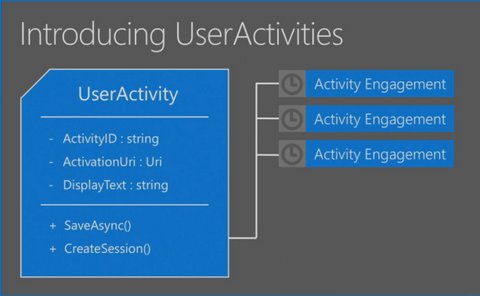 Introducing UserActivities
UserActivity
- ActivityID : string
- ActivationUri : Uri
- DisplayText : string
+ SaveAsync()
+ CreateSession()
Activity Engagement
Activity Engagement
Activity Engagement